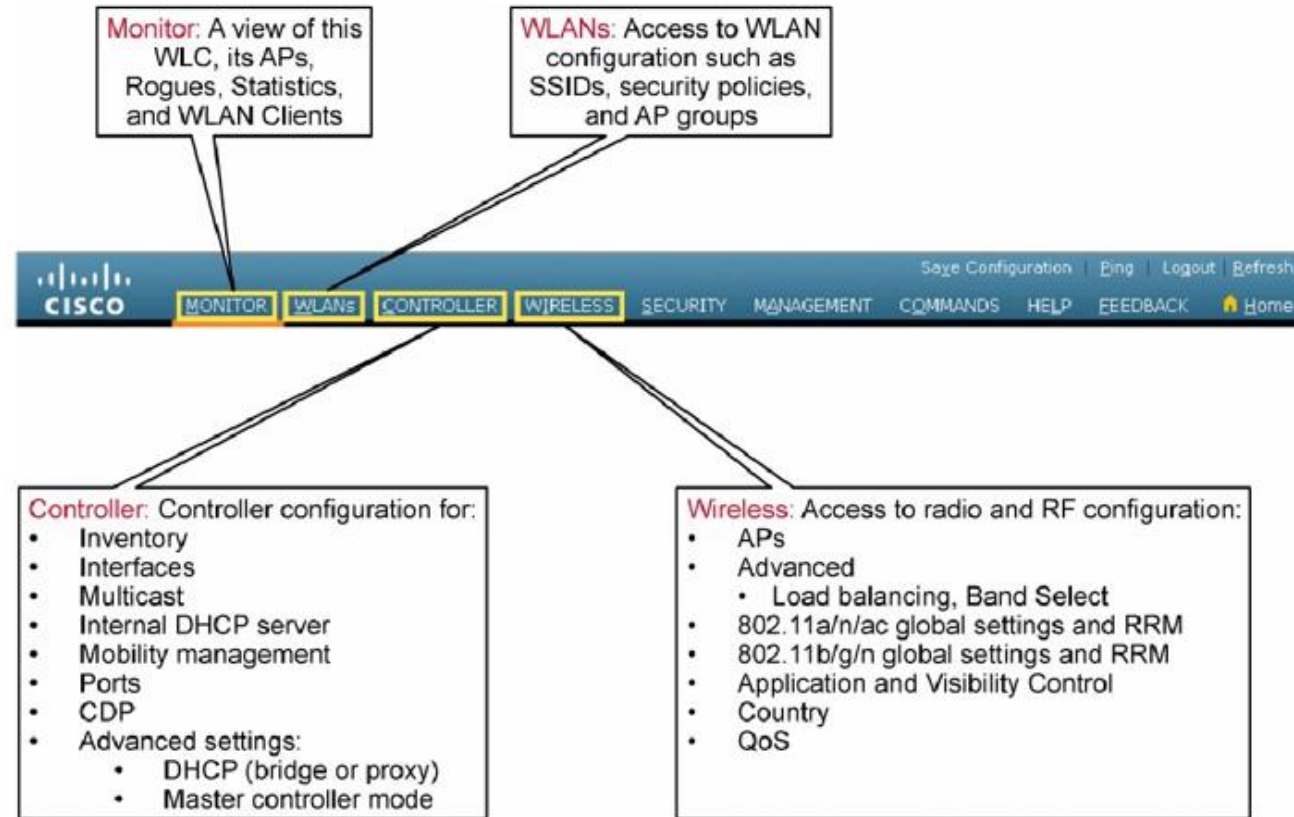 Monitor: A view of this
WLC, its APs,
Rogues, Statistics,
and WLAN Clients
WLANs: Access to WLAN
configuration such as
SSIDs, security policies,
and AP groups
Save Configuration Ping Logout Refresh
CISCO MONITOR WLANs CONTROLLER WIRELESS SECURITY MANAGEMENT COMMANDS HELP FEEDBACK Home
Controller: Controller configuration for:
• Inventory
• Interfaces
• Multicast
• Internal DHCP server
• Mobility management
• Ports
• CDP
• Advanced settings:
• DHCP (bridge or proxy)
• Master controller mode
Wireless: Access to radio and RF configuration:
• APs
• Advanced
• Load balancing, Band Select
• 802.11a/n/ac global settings and RRM
• 802.11b/g/n global settings and RRM
• Application and Visibility Control
• Country
• QoS